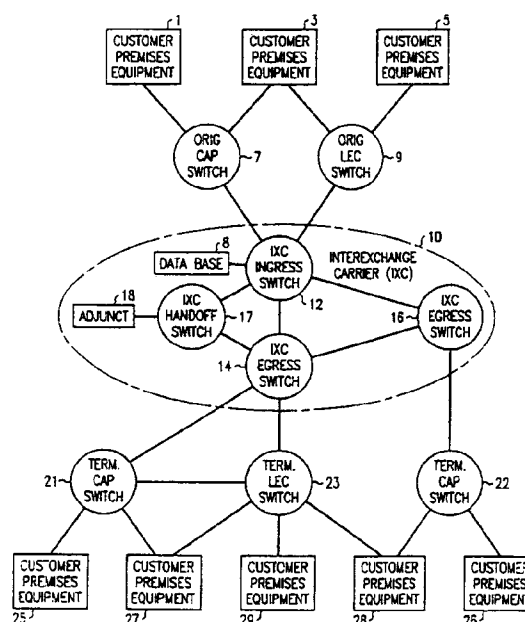 1
3
5
CUSTOMER
PREMISES
EQUIPMENT
CUSTOMER
PREMISES
EQUIPMENT
CUSTOMER
PREMISES
EQUIPMENT
ORIG
CAP
SWITCH
7
ORIG
LEC
SWITCH
9
8
DATA BASE
IXC
INGRESS
SWITCH
12
INTEREXCHANGE
CARRIER (IXC)
10
18
ADJUNCT
IXC
HANDOFF
SWITCH
17
16
IXC
EGRESS
SWITCH
14
IXC
EGRESS
SWITCH
21
TERM.
CAP
SWITCH
TERM.
LEC
SWITCH
23
TERM.
CAP
SWITCH
22
CUSTOMER
PREMISES
EQUIPMENT
CUSTOMER
PREMISES
EQUIPMENT
CUSTOMER
PREMISES
EQUIPMENT
CUSTOMER
PREMISES
EQUIPMENT
CUSTOMER
PREMISES
EQUIPMENT
25
27
29
28
26